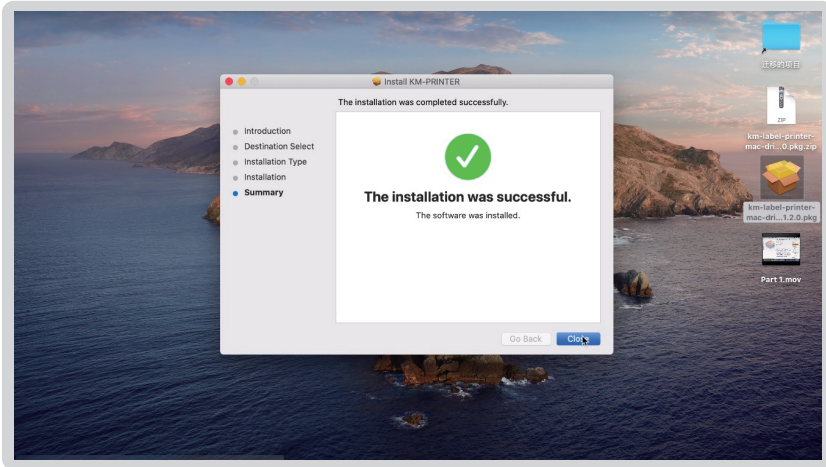 Install KM-PRINTER
The installation was completed successfully.
Introduction
Destination Select
Installation Type
Installation
Summary
The installation was successful.
The software was installed.
Go Back
迁移的项目
ZIP
km-label-printer-
mac-dri...0.pkg.zip
km-label-printer-
mac-dri...1.2.0.pkg
Part 1.mov